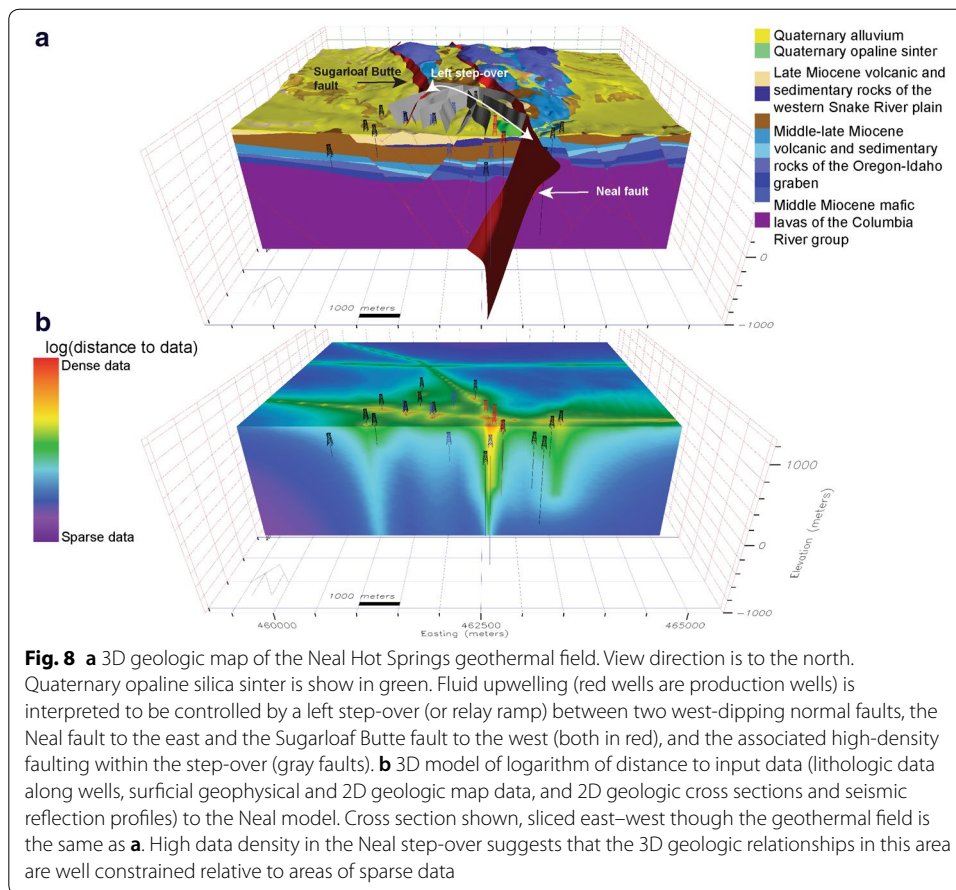 a
Sugarloaf Butte
fault
Left step-over
Neal fault
Quaternary alluvium
Quaternary opaline sinter
Late Miocene volcanic and
sedimentary rocks of the
western Snake River plain
Middle-late Miocene
volcanic and sedimentary
rocks of the Oregon-Idaho
graben
Middle Miocene mafic
lavas of the Columbia
River group
0
-1000
1000 meters
b
log(distance to data)
Dense data
Sparse data
1000
0
-1000
Elevation (meters)
1000 meters
460000
462500
465000
Easting (meters)
Fig. 8 a 3D geologic map of the Neal Hot Springs geothermal field. View direction is to the north.
Quaternary opaline silica sinter is show in green. Fluid upwelling (red wells are production wells) is
interpreted to be controlled by a left step-over (or relay ramp) between two west-dipping normal faults, the
Neal fault to the east and the Sugarloaf Butte fault to the west (both in red), and the associated high-density
faulting within the step-over (gray faults). b 3D model of logarithm of distance to input data (lithologic data
along wells, surficial geophysical and 2D geologic map data, and 2D geologic cross sections and seismic
reflection profiles) to the Neal model. Cross section shown, sliced east–west though the geothermal field is
the same as a. High data density in the Neal step-over suggests that the 3D geologic relationships in this area
are well constrained relative to areas of sparse data